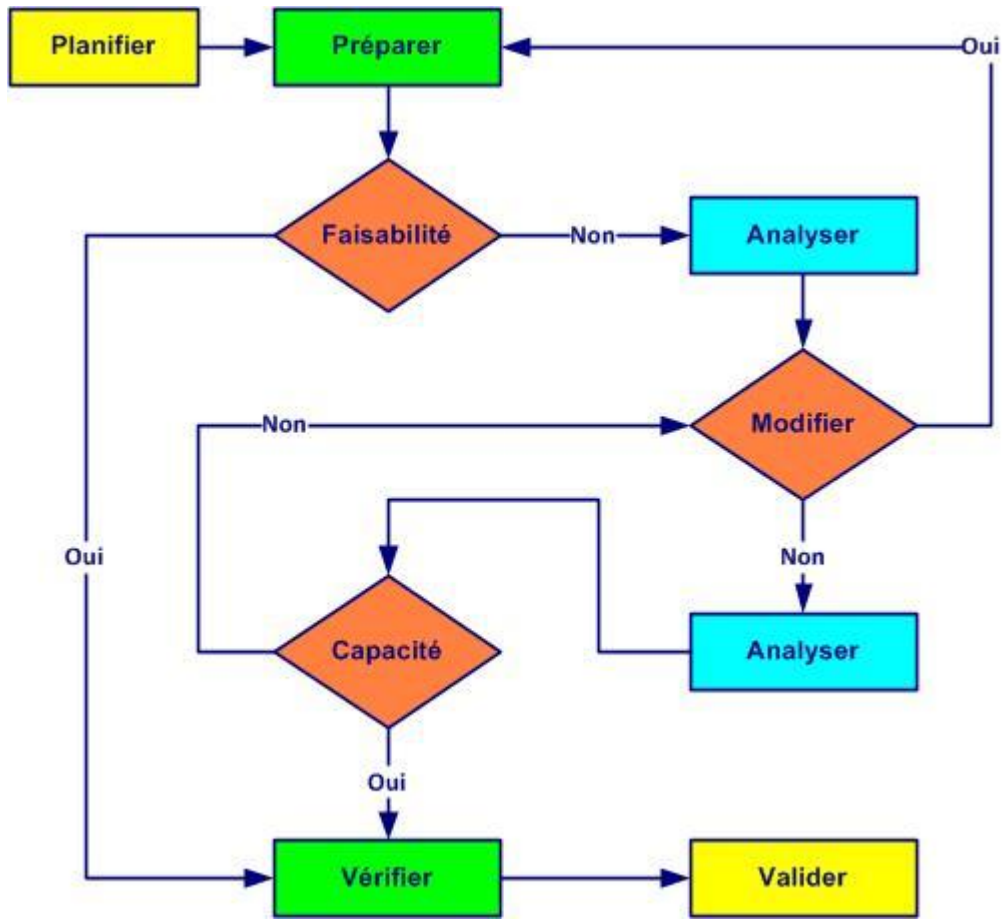 Planifier
Préparer
Oui
Faisabilité
Non
Analyser
Non
Modifier
Oui
Non
Capacité
Analyser
Oui
Vérifier
Valider